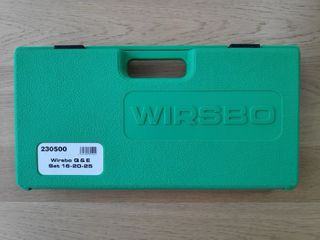 WIRSBO
230500
Wirsbo Q & E
Set 16-20-25